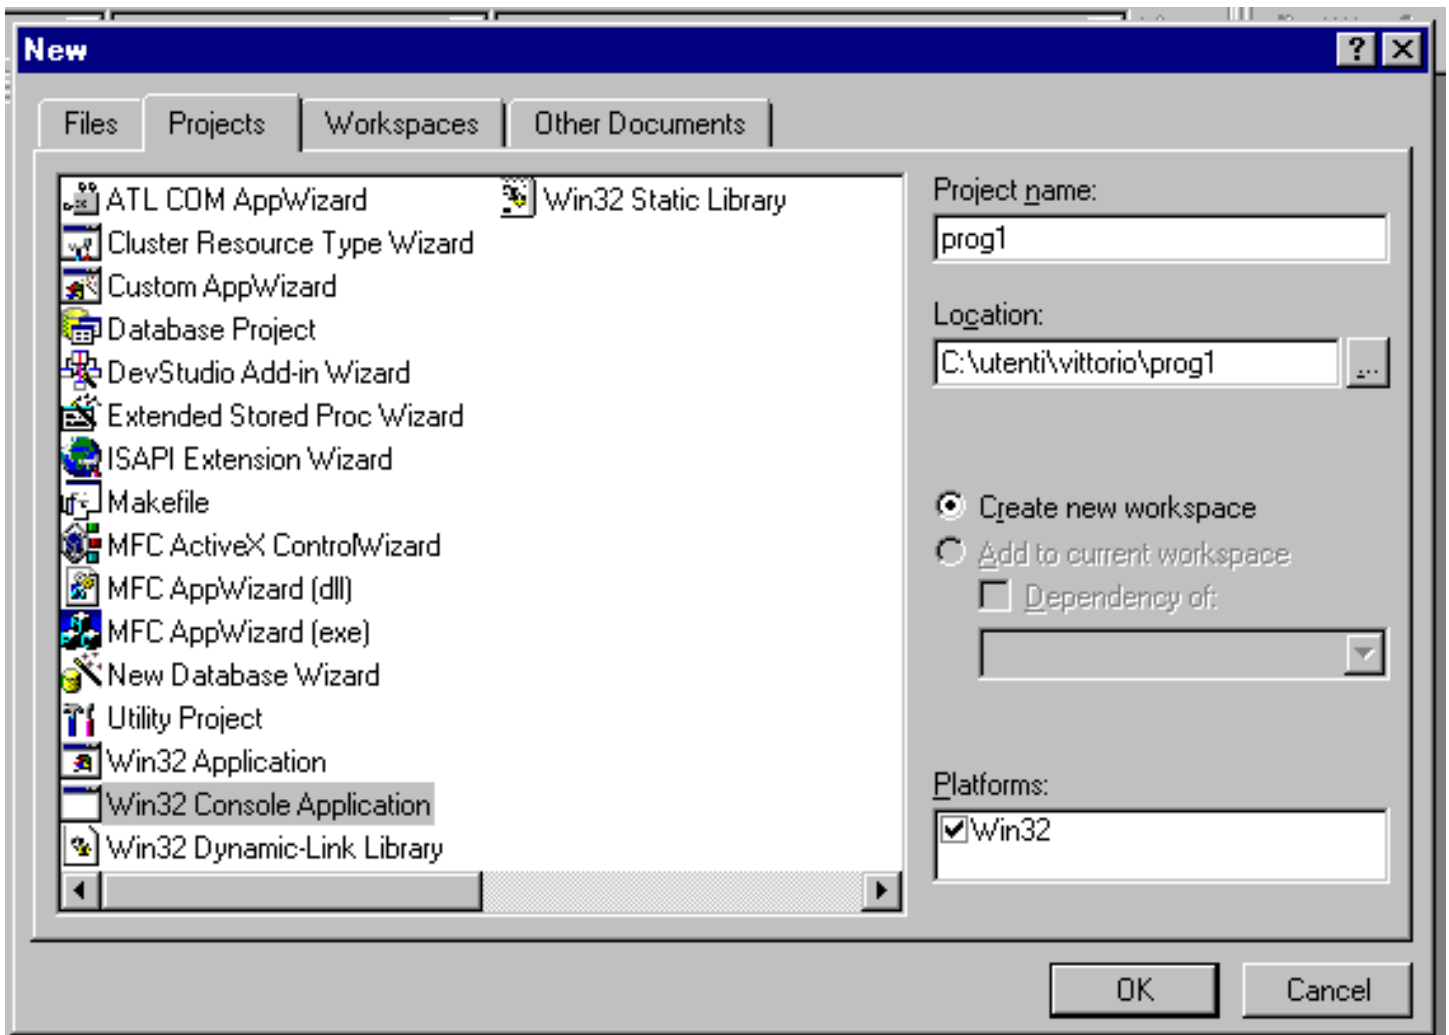 New
Files Projects Workspaces Other Documents
ATL COM AppWizard
Cluster Resource Type Wizard
Custom AppWizard
Database Project
DevStudio Add-in Wizard
Extended Stored Proc Wizard
ISAPI Extension Wizard
Makefile
MFC ActiveX ControlWizard
MFC AppWizard (dll)
MFC AppWizard (exe)
New Database Wizard
Utility Project
Win32 Application
Win32 Console Application
Win32 Dynamic-Link Library
Win32 Static Library
Project name:
prog1
Location:
C:\utenti\vittorio\prog1
...
Create new workspace
Add to current workspace
Dependency of:
Platforms:
Win32
OK Cancel